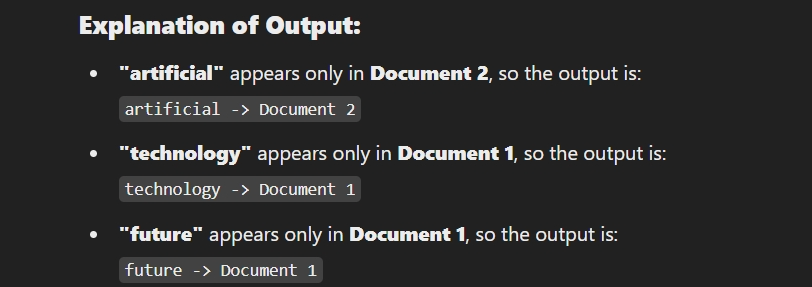 Explanation of Output:
"artificial" appears only in Document 2, so the output is:
artificial -> Document 2
"technology" appears only in Document 1, so the output is:
technology -> Document 1
"future" appears only in Document 1, so the output is:
future -> Document 1